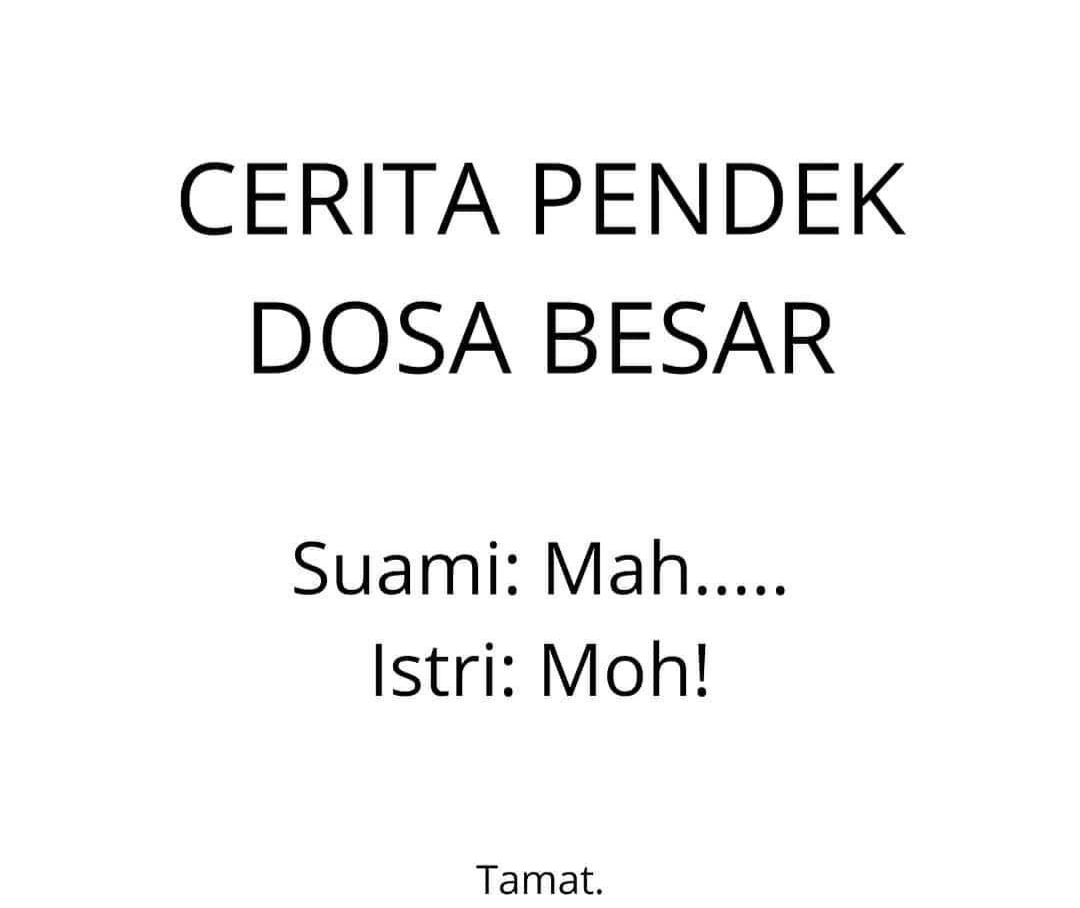 CERITA PENDEK
DOSA BESAR
Suami: Mah.....
Istri: Moh!
Tamat.